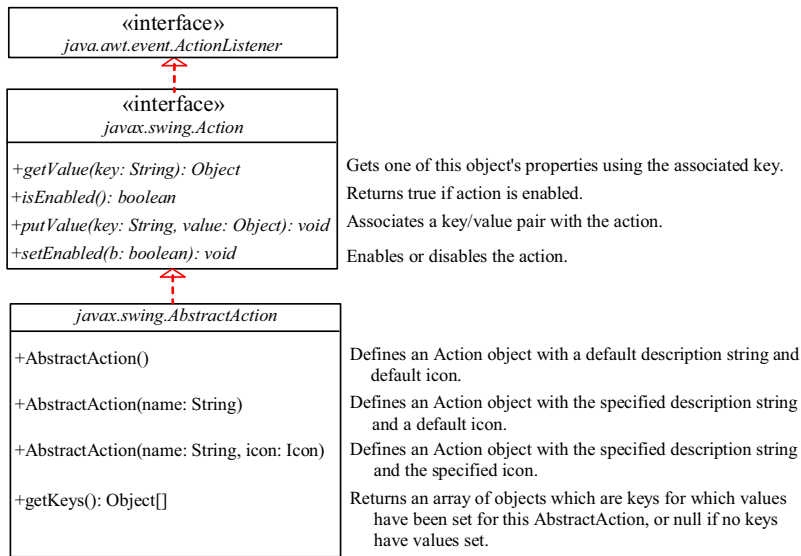 «interface»
java.awt.event.ActionListener
«interface»
javax.swing.Action
+getValue(key: String): Object
Gets one of this object's properties using the associated key.
+isEnabled(): boolean
Returns true if action is enabled.
+putValue(key: String, value: Object): void
Associates a key/value pair with the action.
+setEnabled(b: boolean): void
Enables or disables the action.
javax.swing.AbstractAction
+AbstractAction()
Defines an Action object with a default description string and
default icon.
+AbstractAction(name: String)
Defines an Action object with the specified description string
and a default icon.
+AbstractAction(name: String, icon: Icon)
Defines an Action object with the specified description string
and the specified icon.
+getKeys(): Object[]
Returns an array of objects which are keys for which values
have been set for this AbstractAction, or null if no keys
have values set.